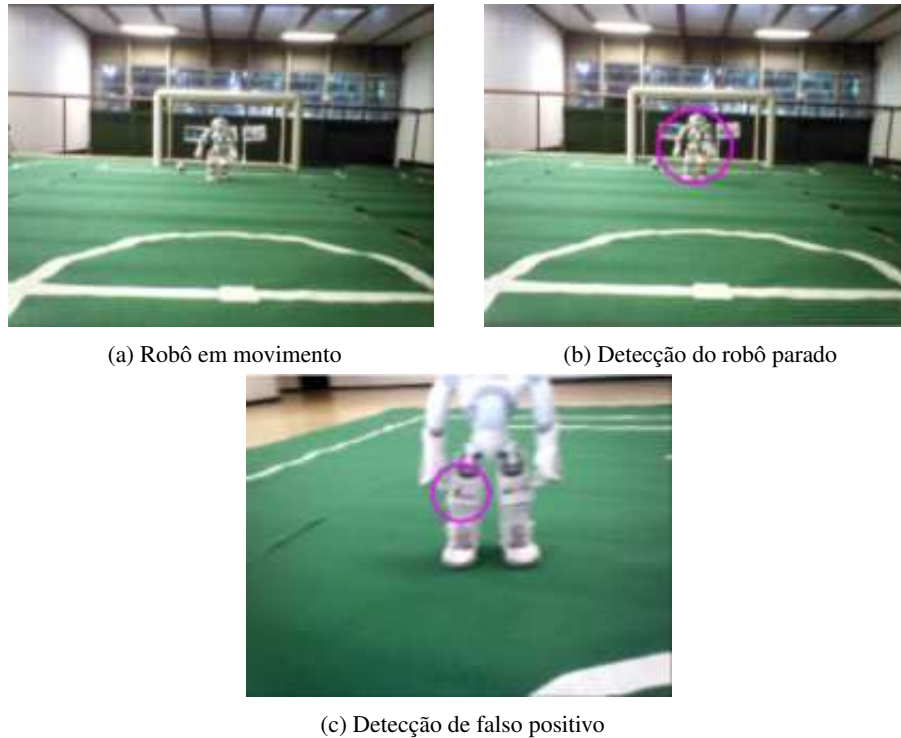 (a) Robô em movimento
(b) Detecção do robô parado
(c) Detecção de falso positivo